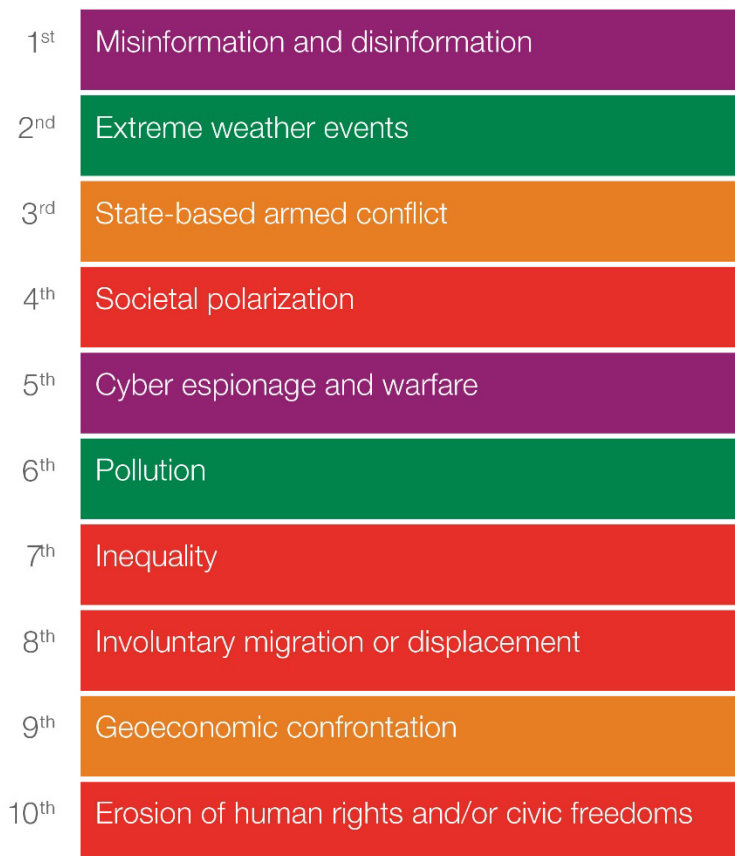 1st Misinformation and disinformation
2nd Extreme weather events
3rd State-based armed conflict
4th Societal polarization
5th Cyber espionage and warfare
6th Pollution
7th Inequality
8th Involuntary migration or displacement
9th Geoeconomic confrontation
10th Erosion of human rights and/or civic freedoms